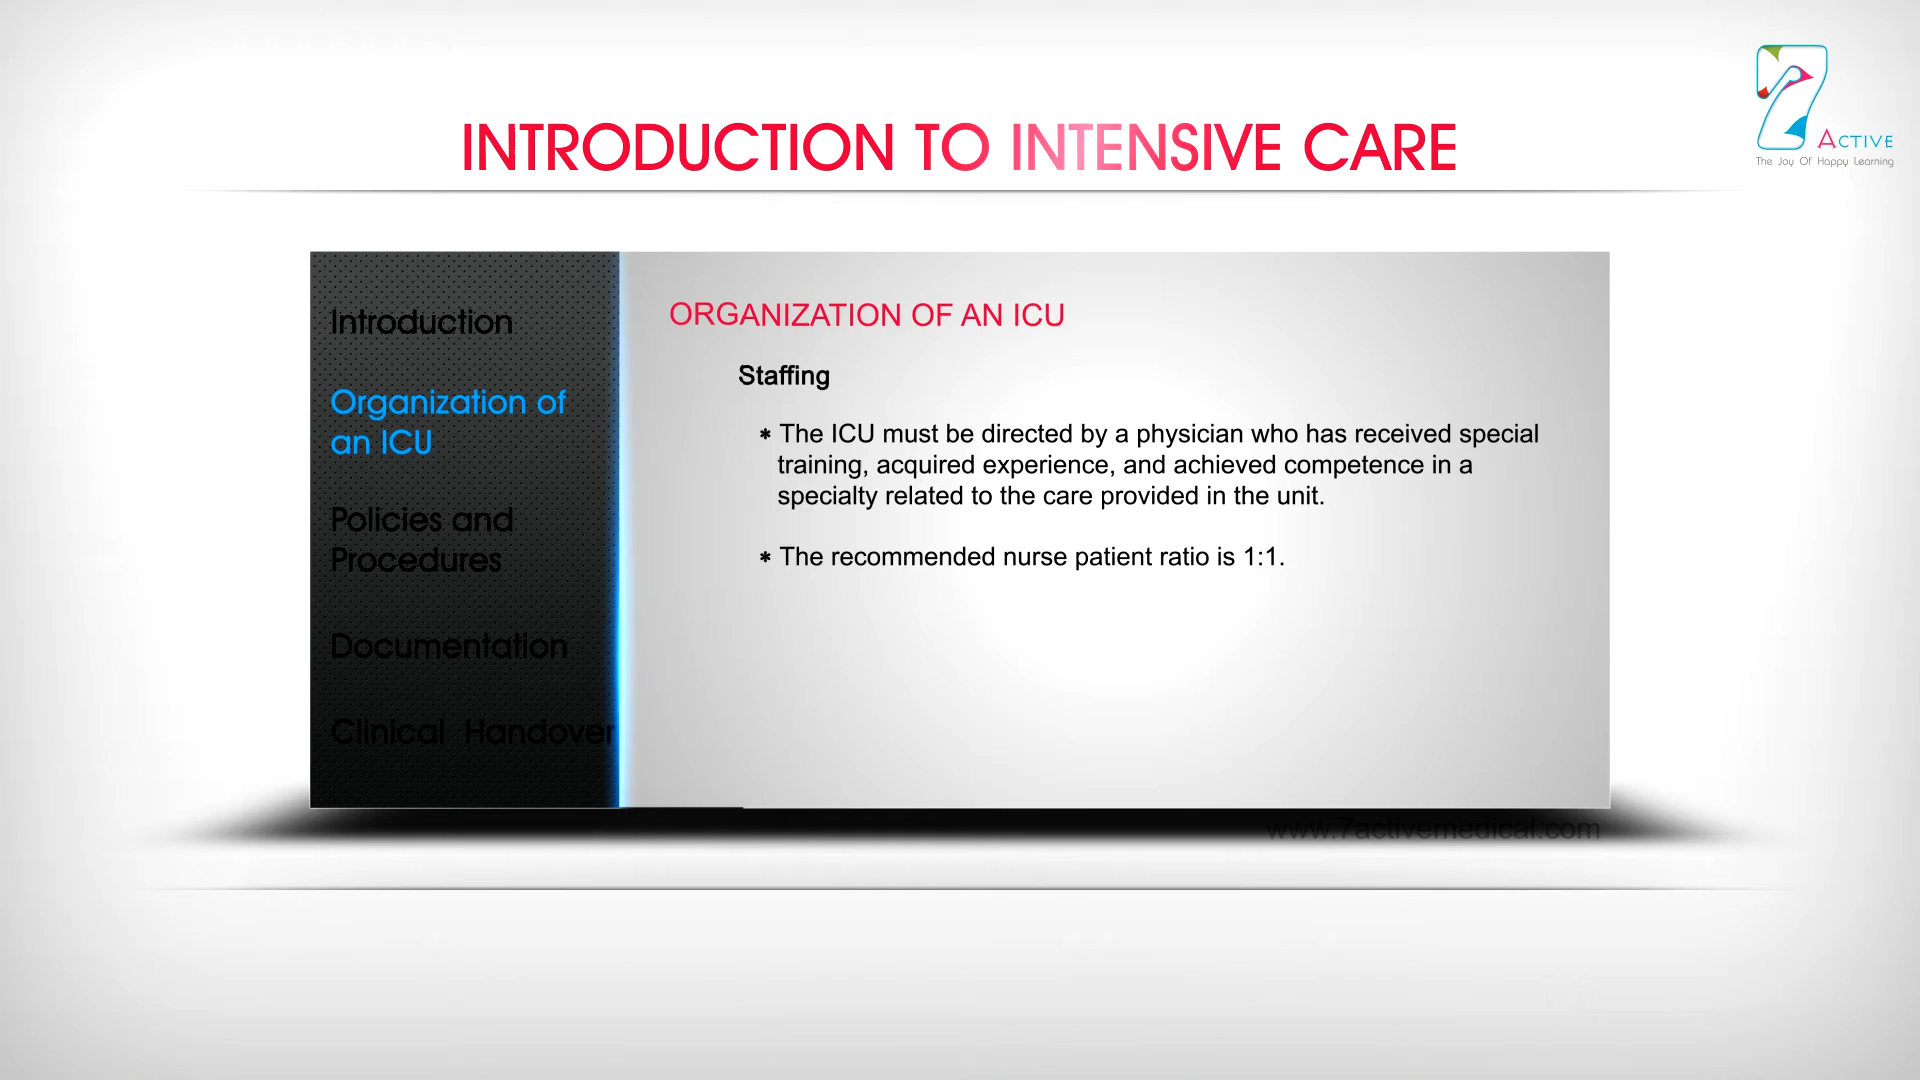 INTRODUCTION TO INTENSIVE CARE
7
ACTIVE
The Joy Of Happy Learning
Introduction
Organization of
an ICU
Policies and
Procedures
Documentation
Clinical Handover
ORGANIZATION OF AN ICU
Staffing
* The ICU must be directed by a physician who has received special
training, acquired experience, and achieved competence in a
specialty related to the care provided in the unit.
* The recommended nurse patient ratio is 1:1.
www.7activemedical.com